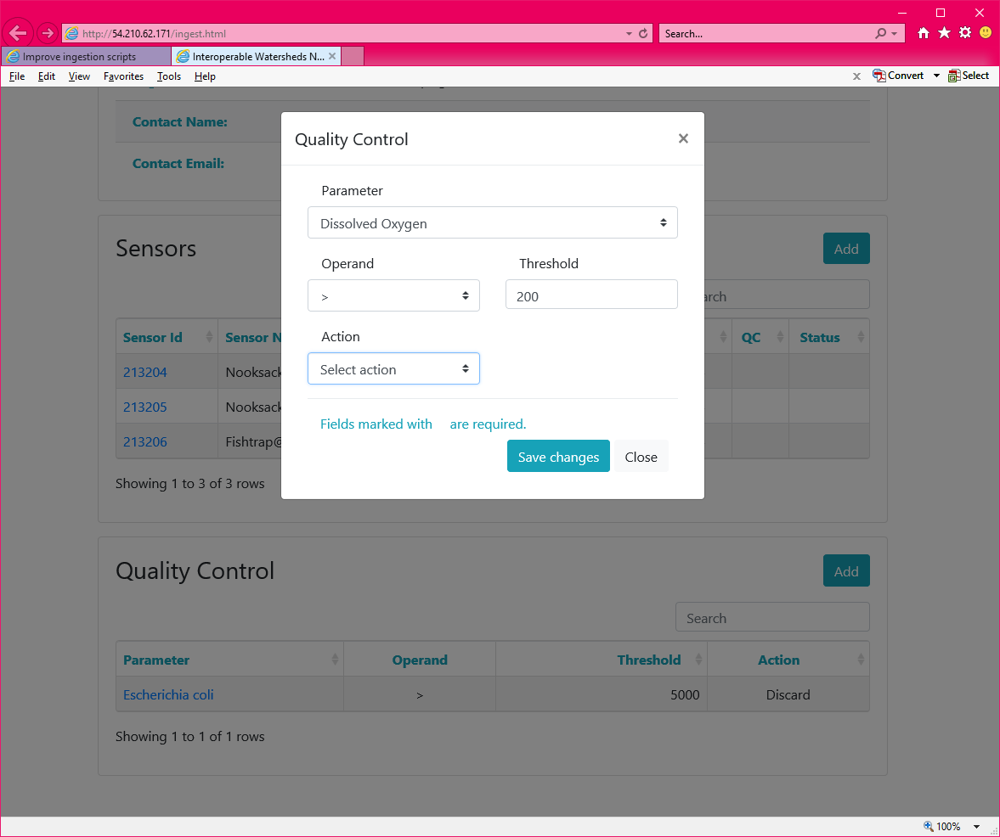 http://54.210.62.171/ingest.html
Search...
Improve ingestion scripts
Interoperable Watersheds N...
File Edit View Favorites Tools Help
x Convert Select
Contact Name:
Contact Email:
Quality Control ×
Parameter
Dissolved Oxygen
Operand Threshold
> 200
Action
Select action
Fields marked with are required.
Save changes Close
Sensors Add
arch
Sensor Id Sensor N QC Status
213204 Nooksack
213205 Nooksack
213206 Fishtrap@
Showing 1 to 3 of 3 rows
Quality Control Add
Search
Parameter Operand Threshold Action
Escherichia coli > 5000 Discard
Showing 1 to 1 of 1 rows
100%